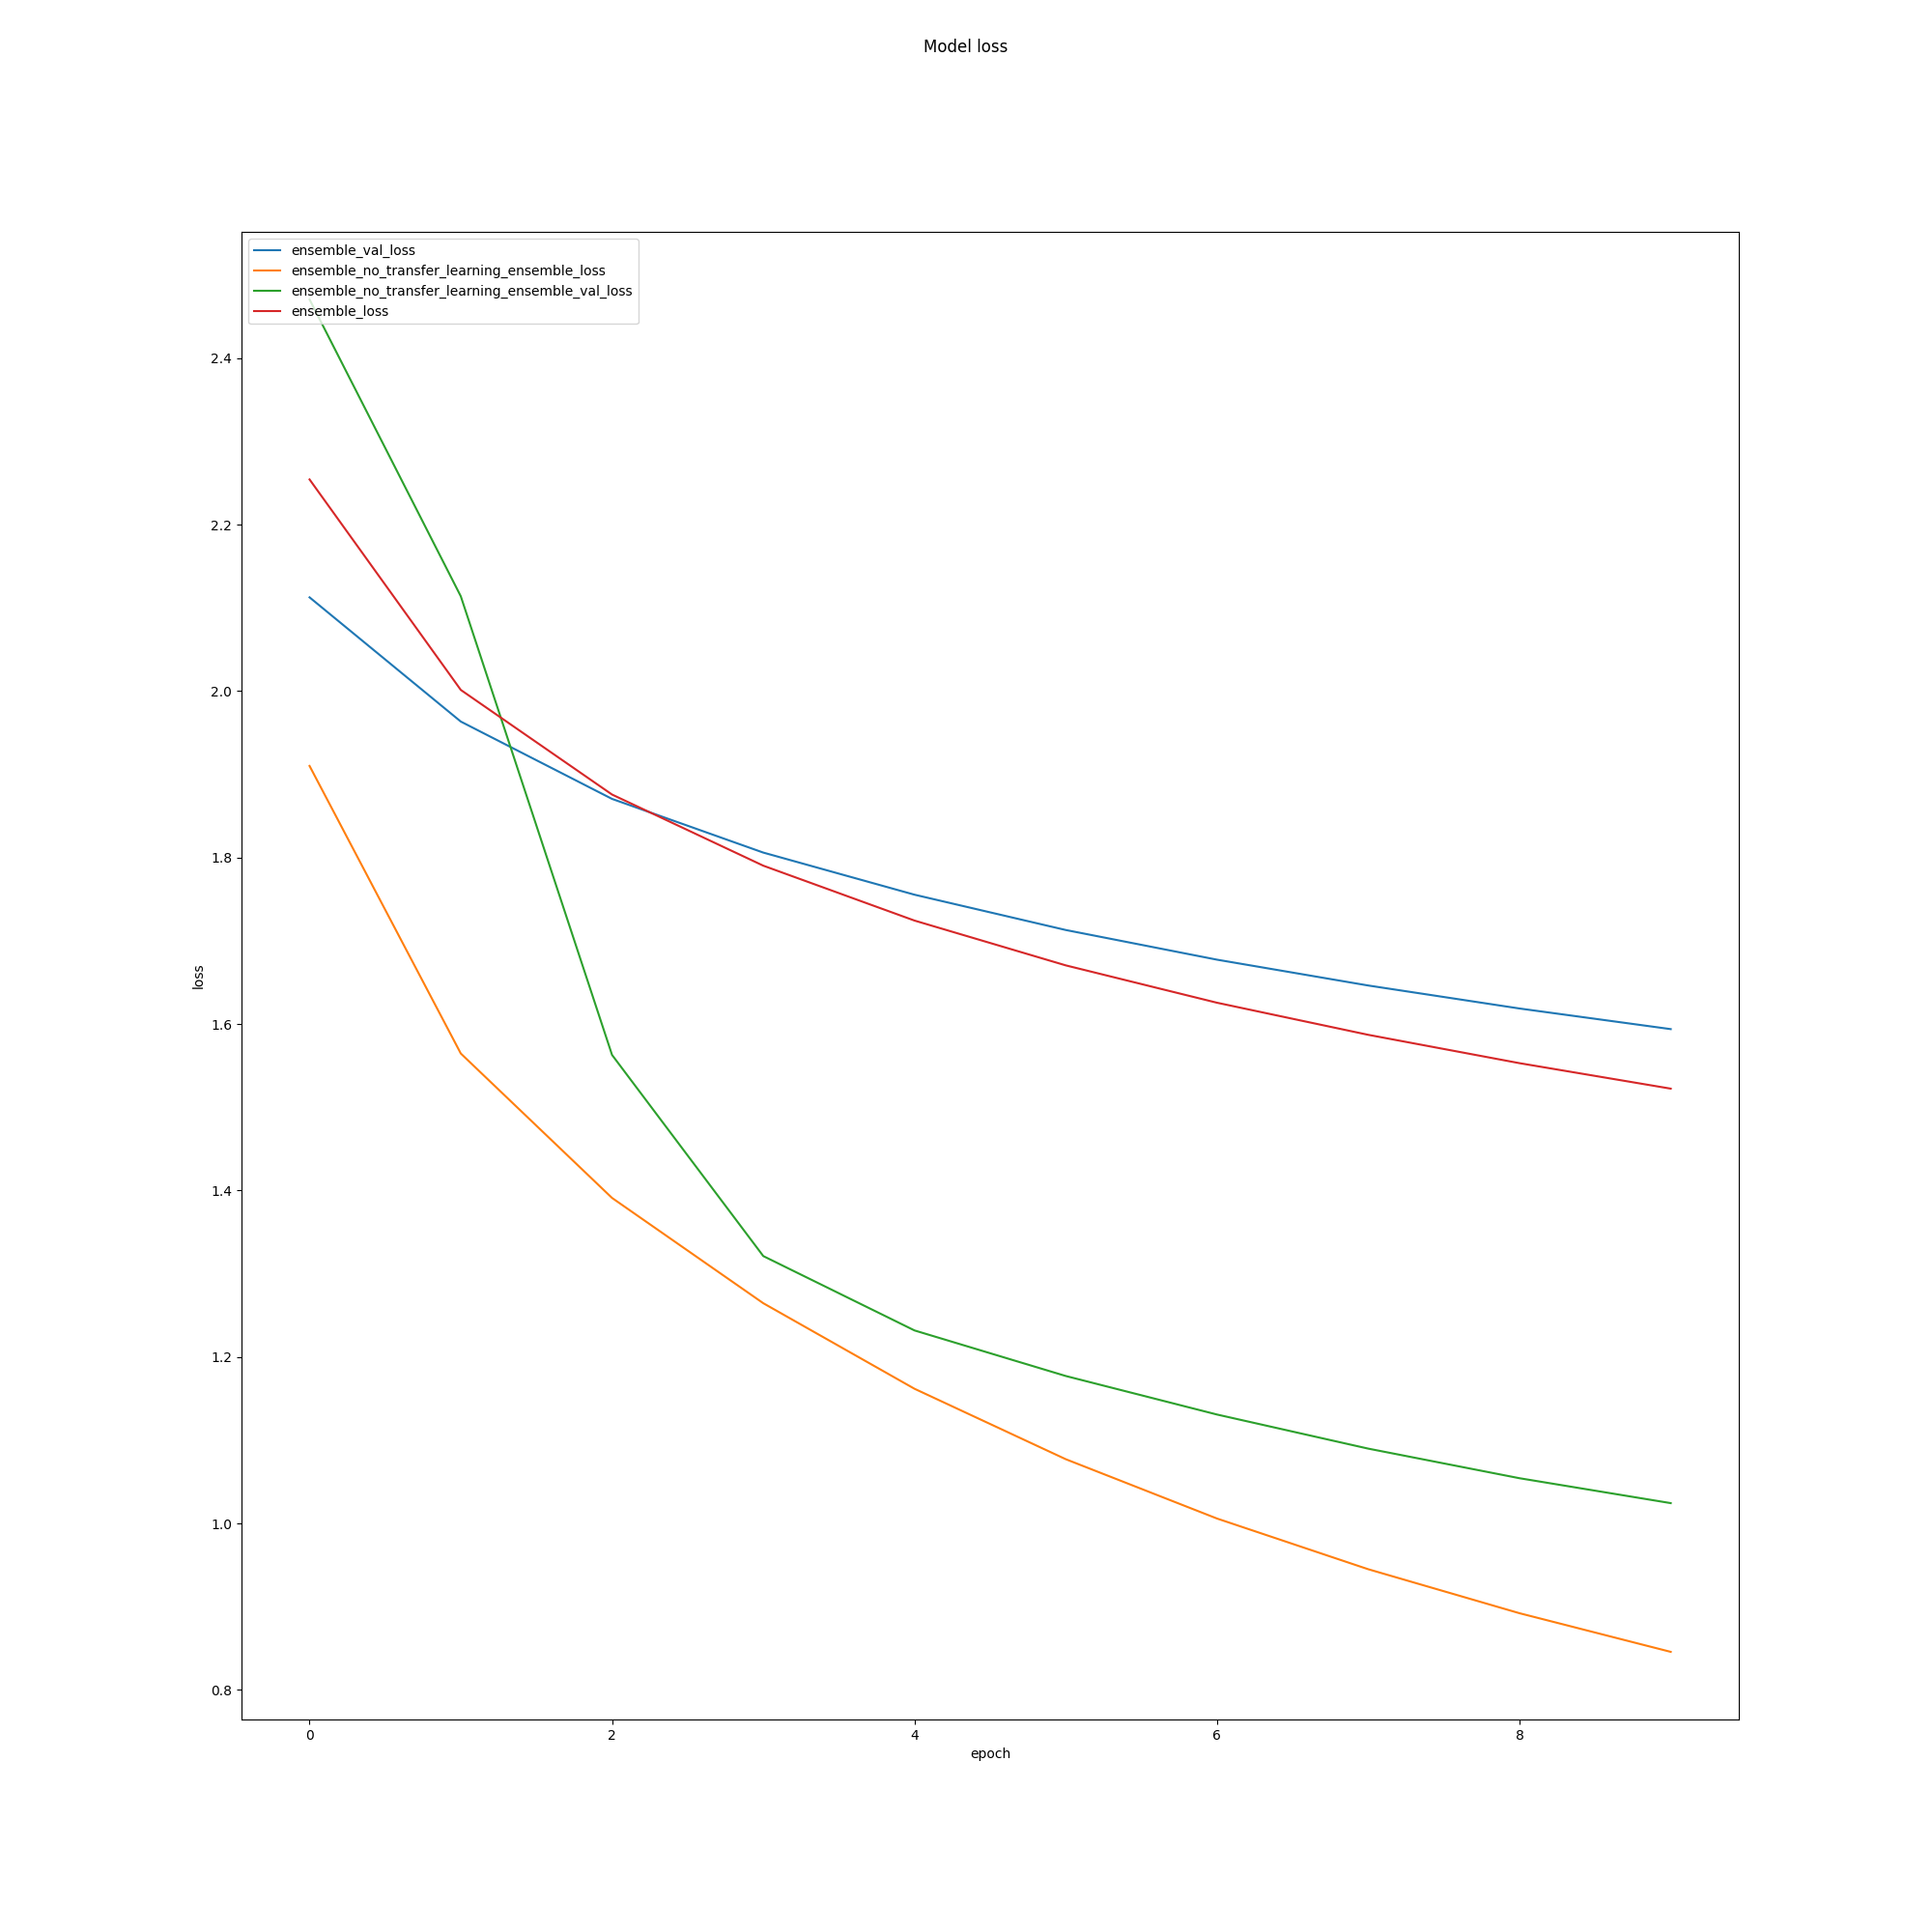 Model loss
ensemble_val_loss
ensemble_no_transfer_learning_ensemble_loss
ensemble_no_transfer_learning_ensemble_val_loss
ensemble_loss
2.4
2.2
2.0
1.8
1.6
1.4
1.2
1.0
0.8
loss
0 2 4 6 8
epoch